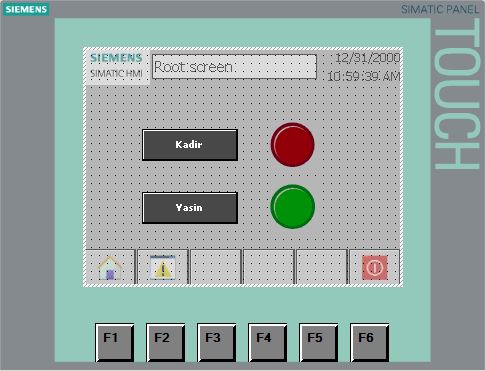 SIEMENS
SIMATIC PANEL
TOUCH
SIEMENS
SIMATIC HMI
Root screen
12/31/2000
10:59:39 AM
Kadir
Yasin
F1
F2
F3
F4
F5
F6